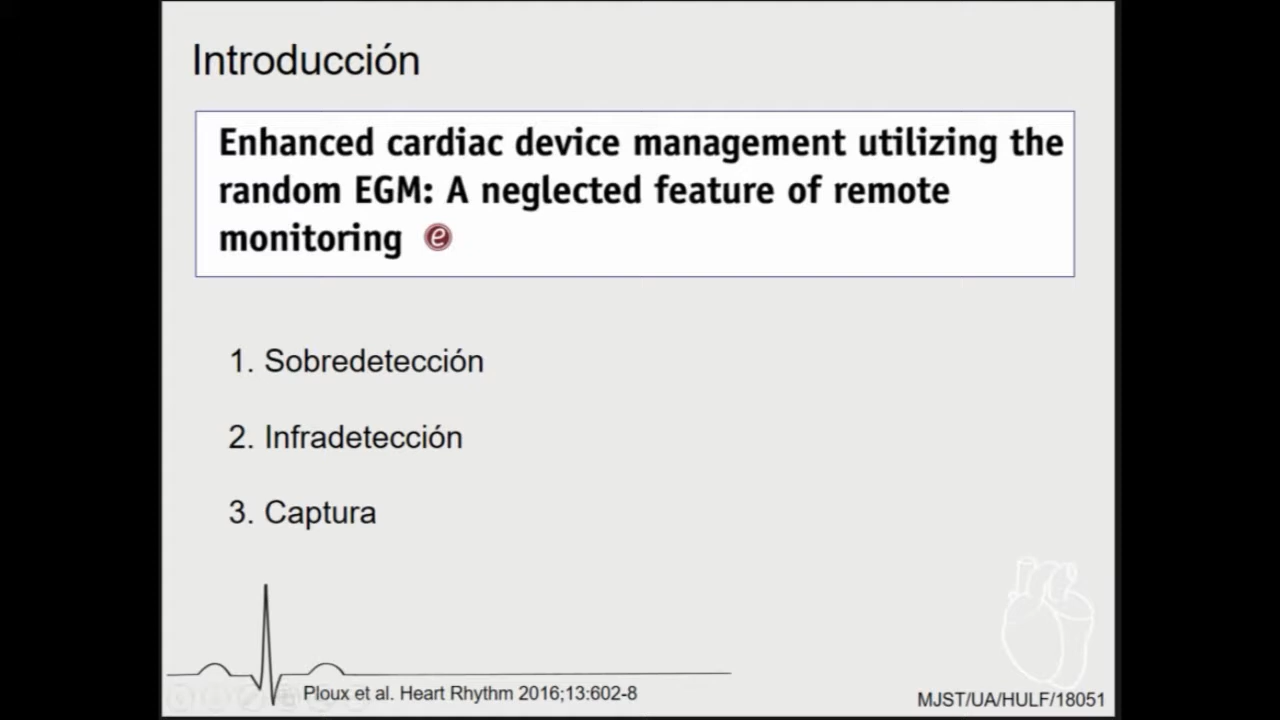 Introducción
Enhanced cardiac device management utilizing the
random EGM: A neglected feature of remote
monitoring e
1. Sobredetección
2. Infradetección
3. Captura
Ploux et al. Heart Rhythm 2016;13:602-8
MJST/UA/HULF/18051